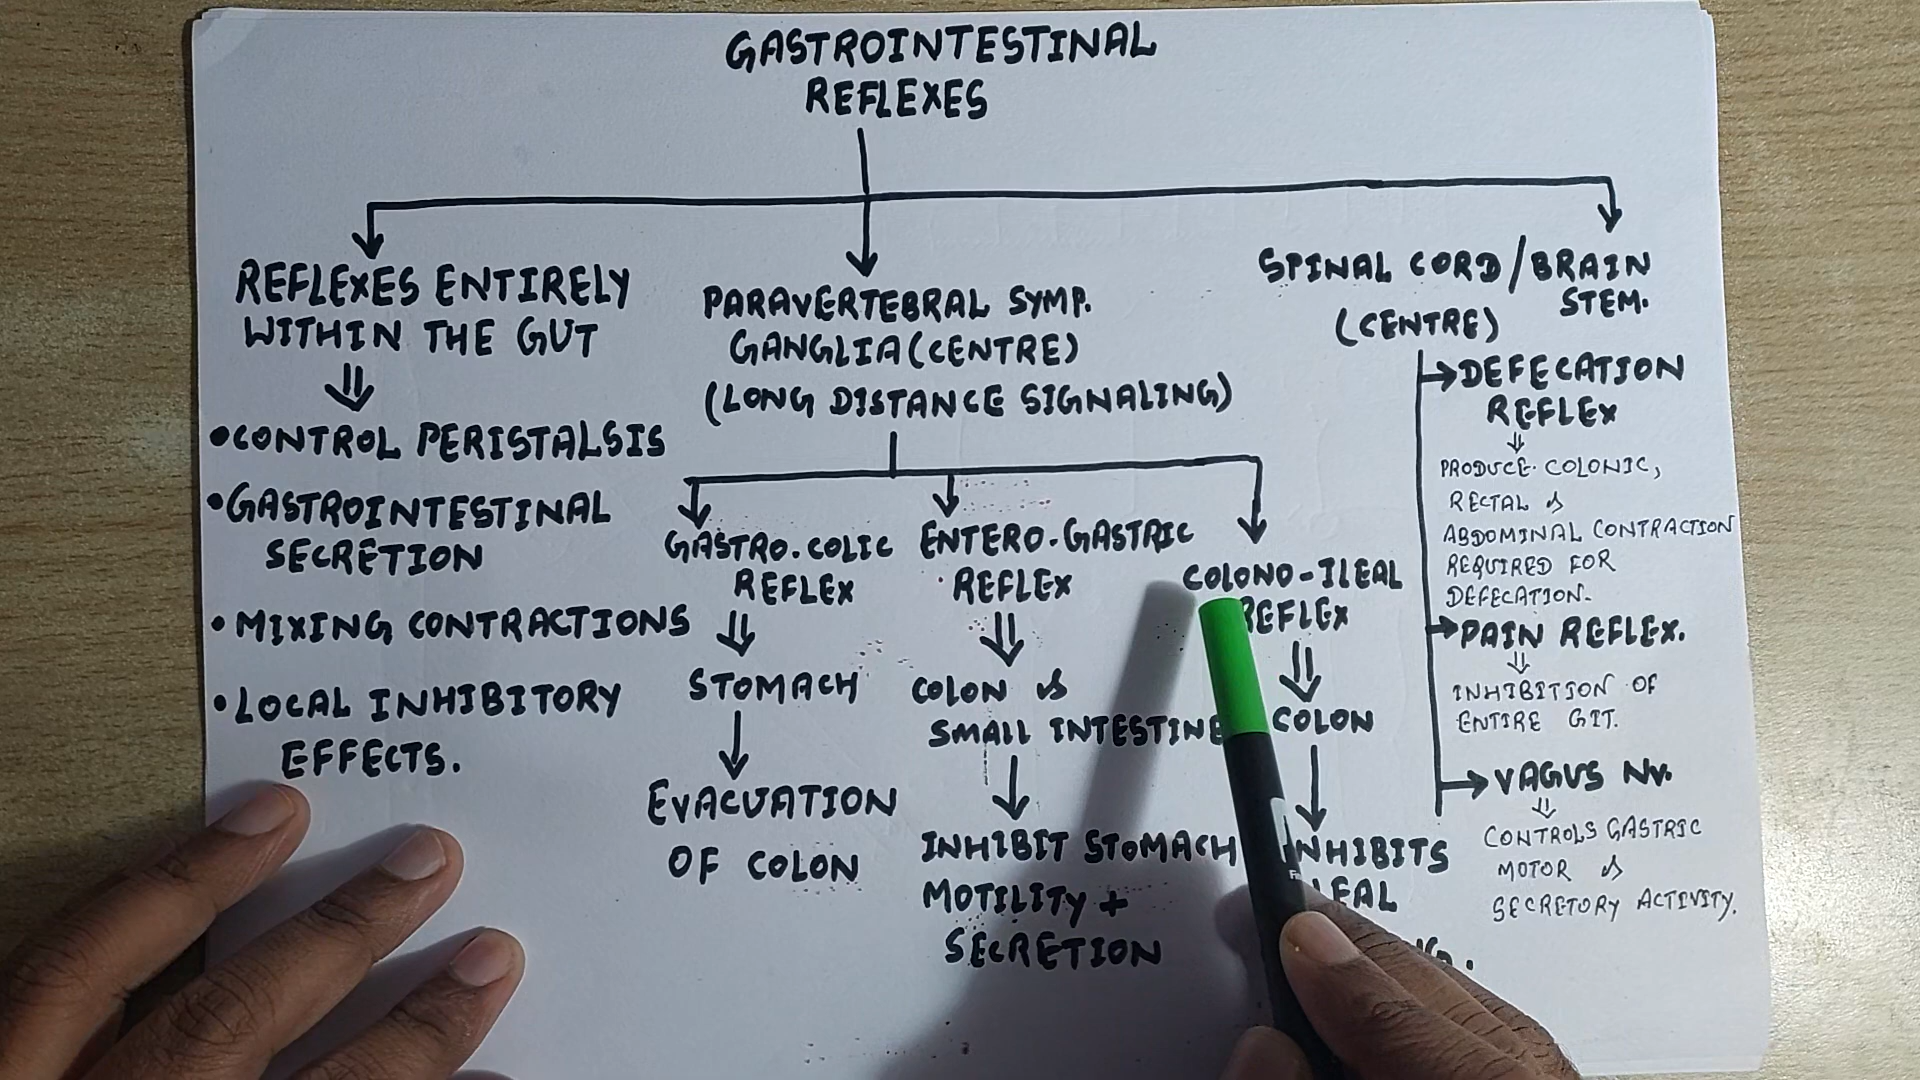 GASTROINTESTINAL
REFLEXES
REFLEXES ENTIRELY
WITHIN THE GUT
•CONTROL PERISTALSIS
•GASTROINTESTINAL
SECRETION
•MIXING CONTRACTIONS
•LOCAL INHIBITORY
EFFECTS.
PARAVERTEBRAL SYMP.
GANGLIA(CENTRE)
(LONG DISTANCE SIGNALING)
GASTRO-COLIC
REFLEX
STOMACH
EVACUATION
OF COLON
ENTERO-GASTRIC
REFLEX
COLON &
SMALL INTESTINE
INHIBIT STOMACH
MOTILITY +
SECRETION
COLONO-ILEAL
REFLEX
COLON
INHIBITS
SPINAL CORD/BRAIN
STEM.
(CENTRE)
DEFECATION
REFLEX
PRODUCE COLONIC,
RECTAL &
ABDOMINAL CONTRACTION
REQUIRED FOR
DEFECATION.
PAIN REFLEX.
INHIBITION OF
ENTIRE GIT.
VAGUS NV.
CONTROLS GASTRIC
MOTOR &
SECRETORY ACTIVITY.